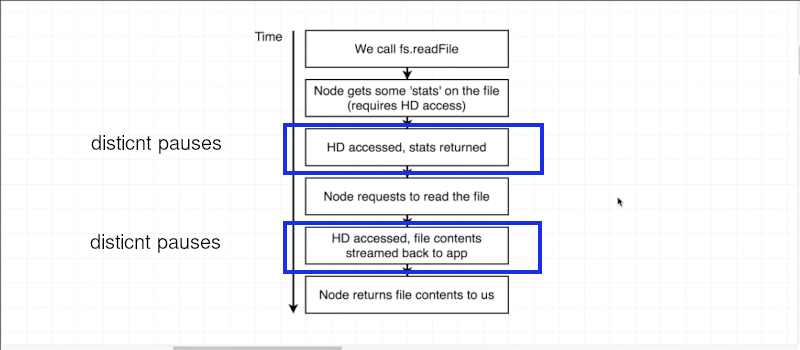 Time
We call fs.readFile
Node gets some 'stats' on the file
(requires HD access)
disticnt pauses
HD accessed, stats returned
Node requests to read the file
disticnt pauses
HD accessed, file contents
streamed back to app
Node returns file contents to us